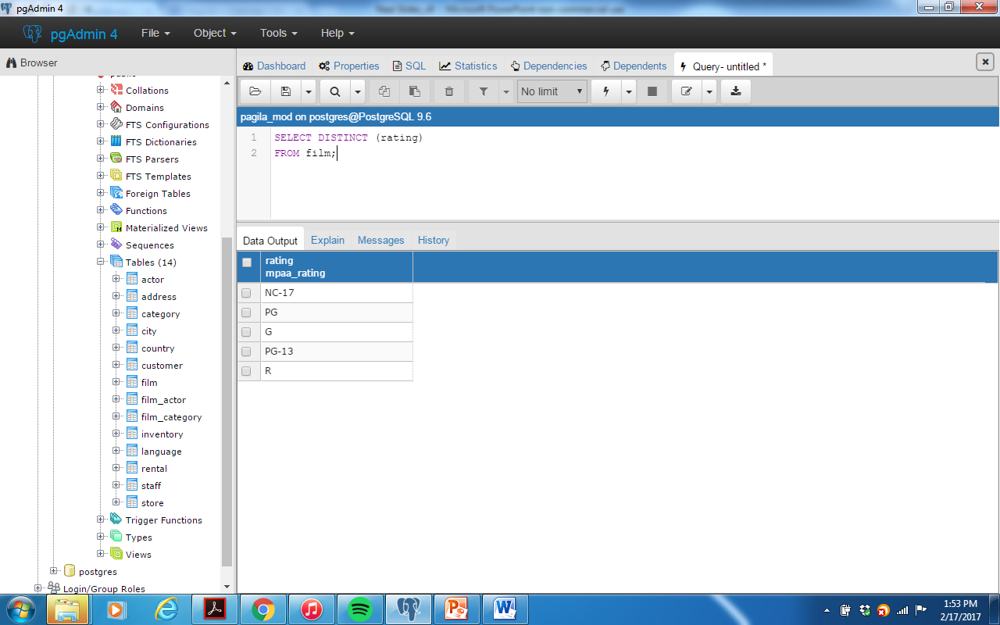 pgAdmin 4
pgAdmin 4 File Object Tools Help
Browser
Dashboard Properties SQL Statistics Dependencies Dependents Query- untitled *
Collations
Domains
FTS Configurations
FTS Dictionaries
FTS Parsers
FTS Templates
Foreign Tables
Functions
Materialized Views
Sequences
Tables (14)
actor
address
category
city
country
customer
film
film_actor
film_category
inventory
language
rental
staff
store
Trigger Functions
Types
Views
postgres
Login/Group Roles
No limit
pagila_mod on postgres@PostgreSQL 9.6
1 SELECT DISTINCT (rating)
2 FROM film;
Data Output Explain Messages History
rating
mpaa_rating
NC-17
PG
G
PG-13
R
1:53 PM
2/17/2017